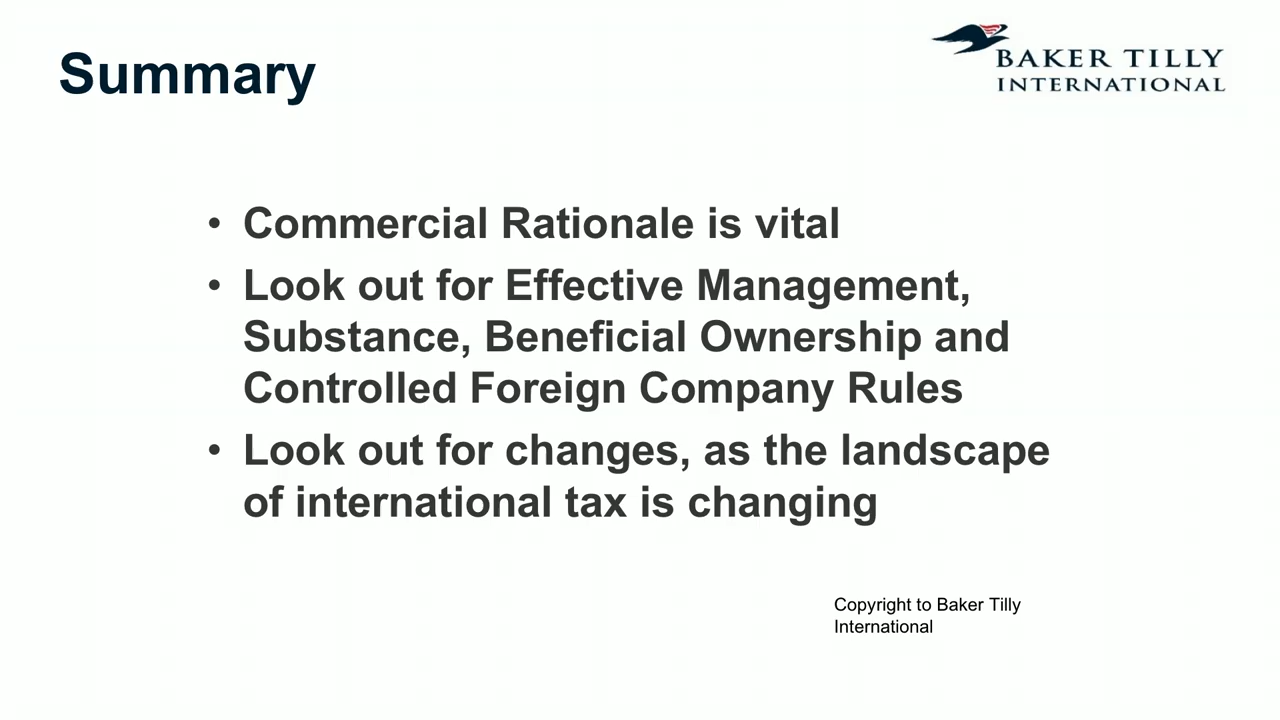 Summary
BAKER TILLY
INTERNATIONAL
• Commercial Rationale is vital
• Look out for Effective Management,
Substance, Beneficial Ownership and
Controlled Foreign Company Rules
• Look out for changes, as the landscape
of international tax is changing
Copyright to Baker Tilly
International